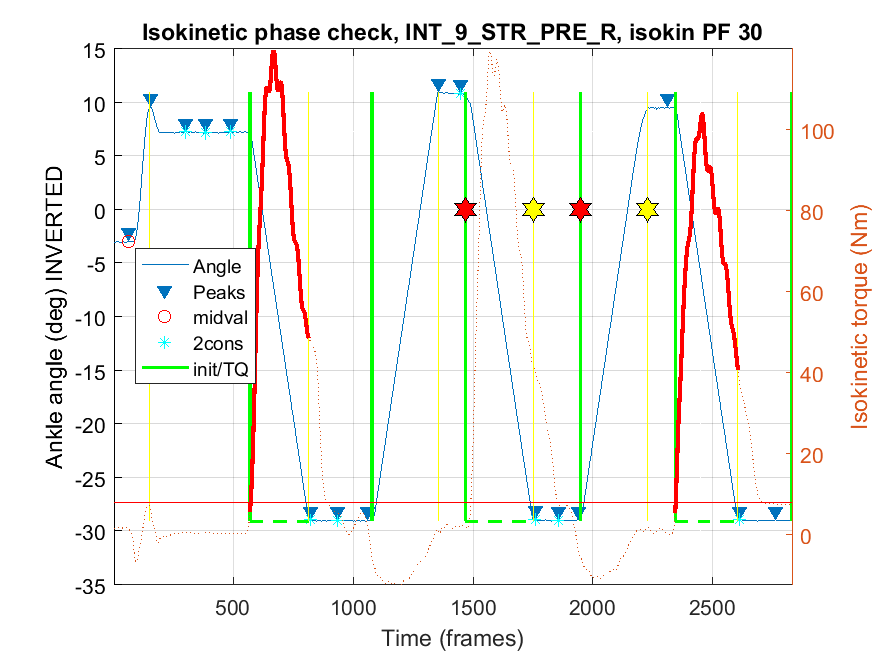 Isokinetic phase check, INT_9_STR_PRE_R, isokin PF 30
15
10
5
0
-5
-10
-15
-20
-25
-30
-35
Ankle angle (deg) INVERTED
Angle
Peaks
midval
2cons
init/TQ
100
80
60
40
20
0
Isokinetic torque (Nm)
500
1000
1500
2000
2500
Time (frames)